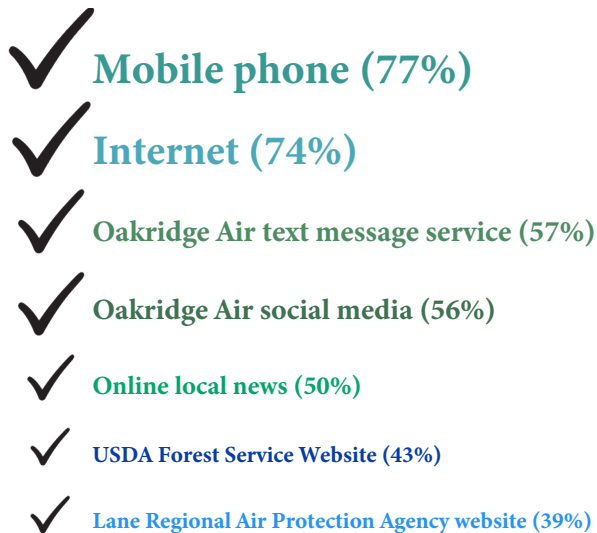 Mobile phone (77%)
Internet (74%)
Oakridge Air text message service (57%)
Oakridge Air social media (56%)
Online local news (50%)
USDA Forest Service Website (43%)
Lane Regional Air Protection Agency website (39%)